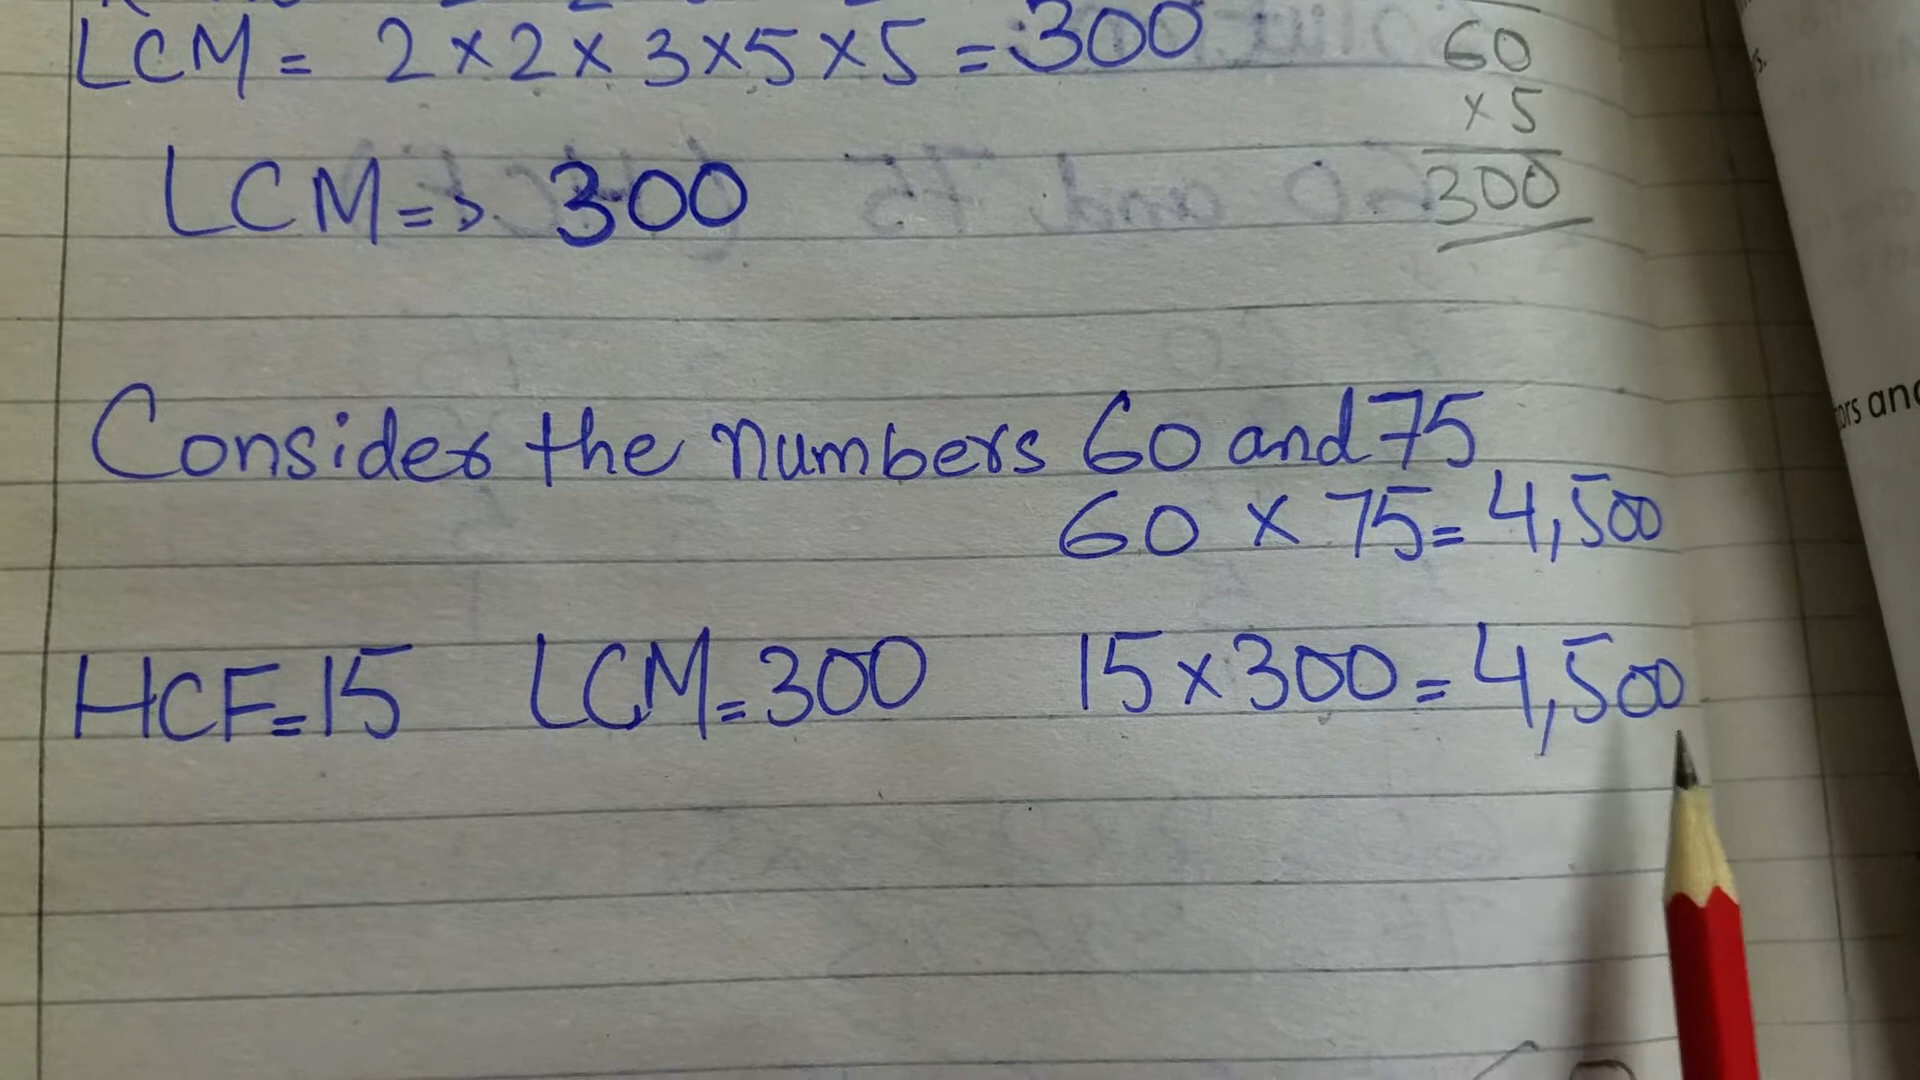 LCM = 2 × 2 × 3 × 5 × 5 = 300
60
× 5
300
LCM => 300
Consider the numbers 60 and 75
60 × 75 = 4,500
HCF = 15 LCM = 300 15 × 300 = 4,500
ors and